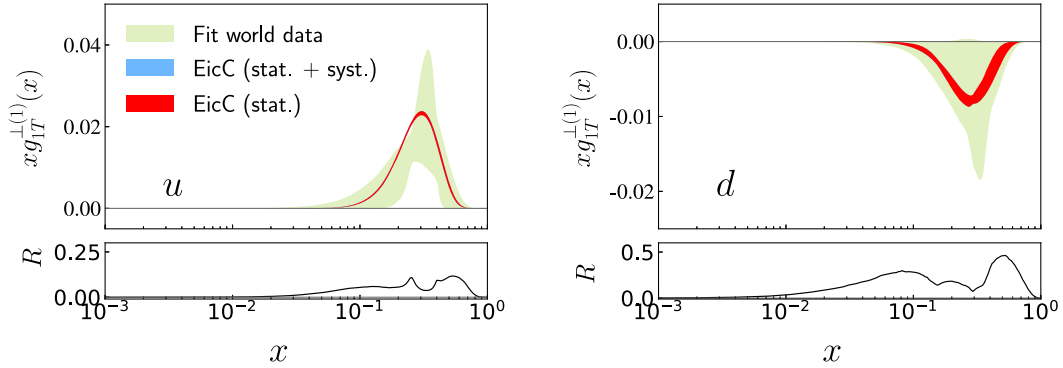 0.04
0.02
0.00
xg_{1T}^{⊥(1)}(x)
Fit world data
EicC (stat. + syst.)
EicC (stat.)
u
0.25
0.00
R
10^{-3}
10^{-2}
10^{-1}
10^{0}
x
0.00
-0.01
-0.02
xg_{1T}^{⊥(1)}(x)
d
0.5
0.0
R
10^{-3}
10^{-2}
10^{-1}
10^{0}
x